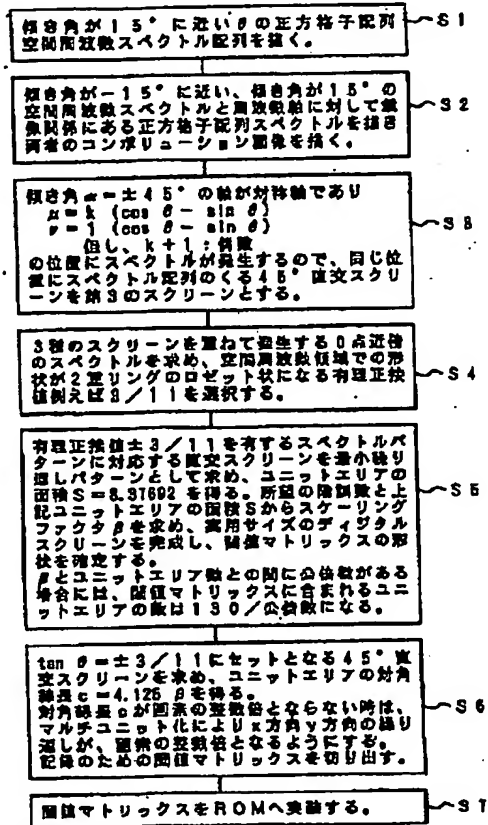 傾き角が15°に近いθの正方格子配列
空間周波数スペクトル配列を描く。
S1
傾き角が-15°に近い、傾き角が15°の
空間周波数スペクトルと周波数軸に対して鏡
像関係にある正方格子配列スペクトルを描き
両者のコンボリューション画像を描く。
S2
傾き角α=±45°の軸が対称軸であり
μ=k (cos θ- sin θ)
ν=l (cos θ- sin θ)
但し、k+l:偶数
の位置にスペクトルが発生するので、同じ位
置にスペクトル配列のくる45°直交スクリ
ーンを第3のスクリーンとする。
S3
3種のスクリーンを重ねて発生する0点近傍
のスペクトルを求め、空間周波数領域での形
状が2重リングのロゼット状になる有理正接
値例えば3/11を選択する。
S4
有理正接値±3/11を有するスペクトルパ
ターンに対応する直交スクリーンを最小繰り
返しパターンとして求め、ユニットエリアの
面積S=8.37692を得る。所望の階調数と上
記ユニットエリアの面積Sからスケーリング
ファクタβを求め、実用サイズのディジタル
スクリーンを完成し、閾値マトリックスの形
状を確定する。
βとユニットエリア数との間に公倍数がある
場合には、閾値マトリックスに含まれるユニ
ットエリアの数は130/公倍数になる。
S5
tan θ=±3/11にセットとなる45°直
交スクリーンを求め、ユニットエリアの対角
線長c=4.125 βを得る。
対角線長cが画素の整数倍とならない時は、
マルチユニット化によりx方向y方向の繰り
返しが、画素の整数倍となるようにする。
記録のための閾値マトリックスを切り出す。
S6
閾値マトリックスをROMへ実装する。
S7